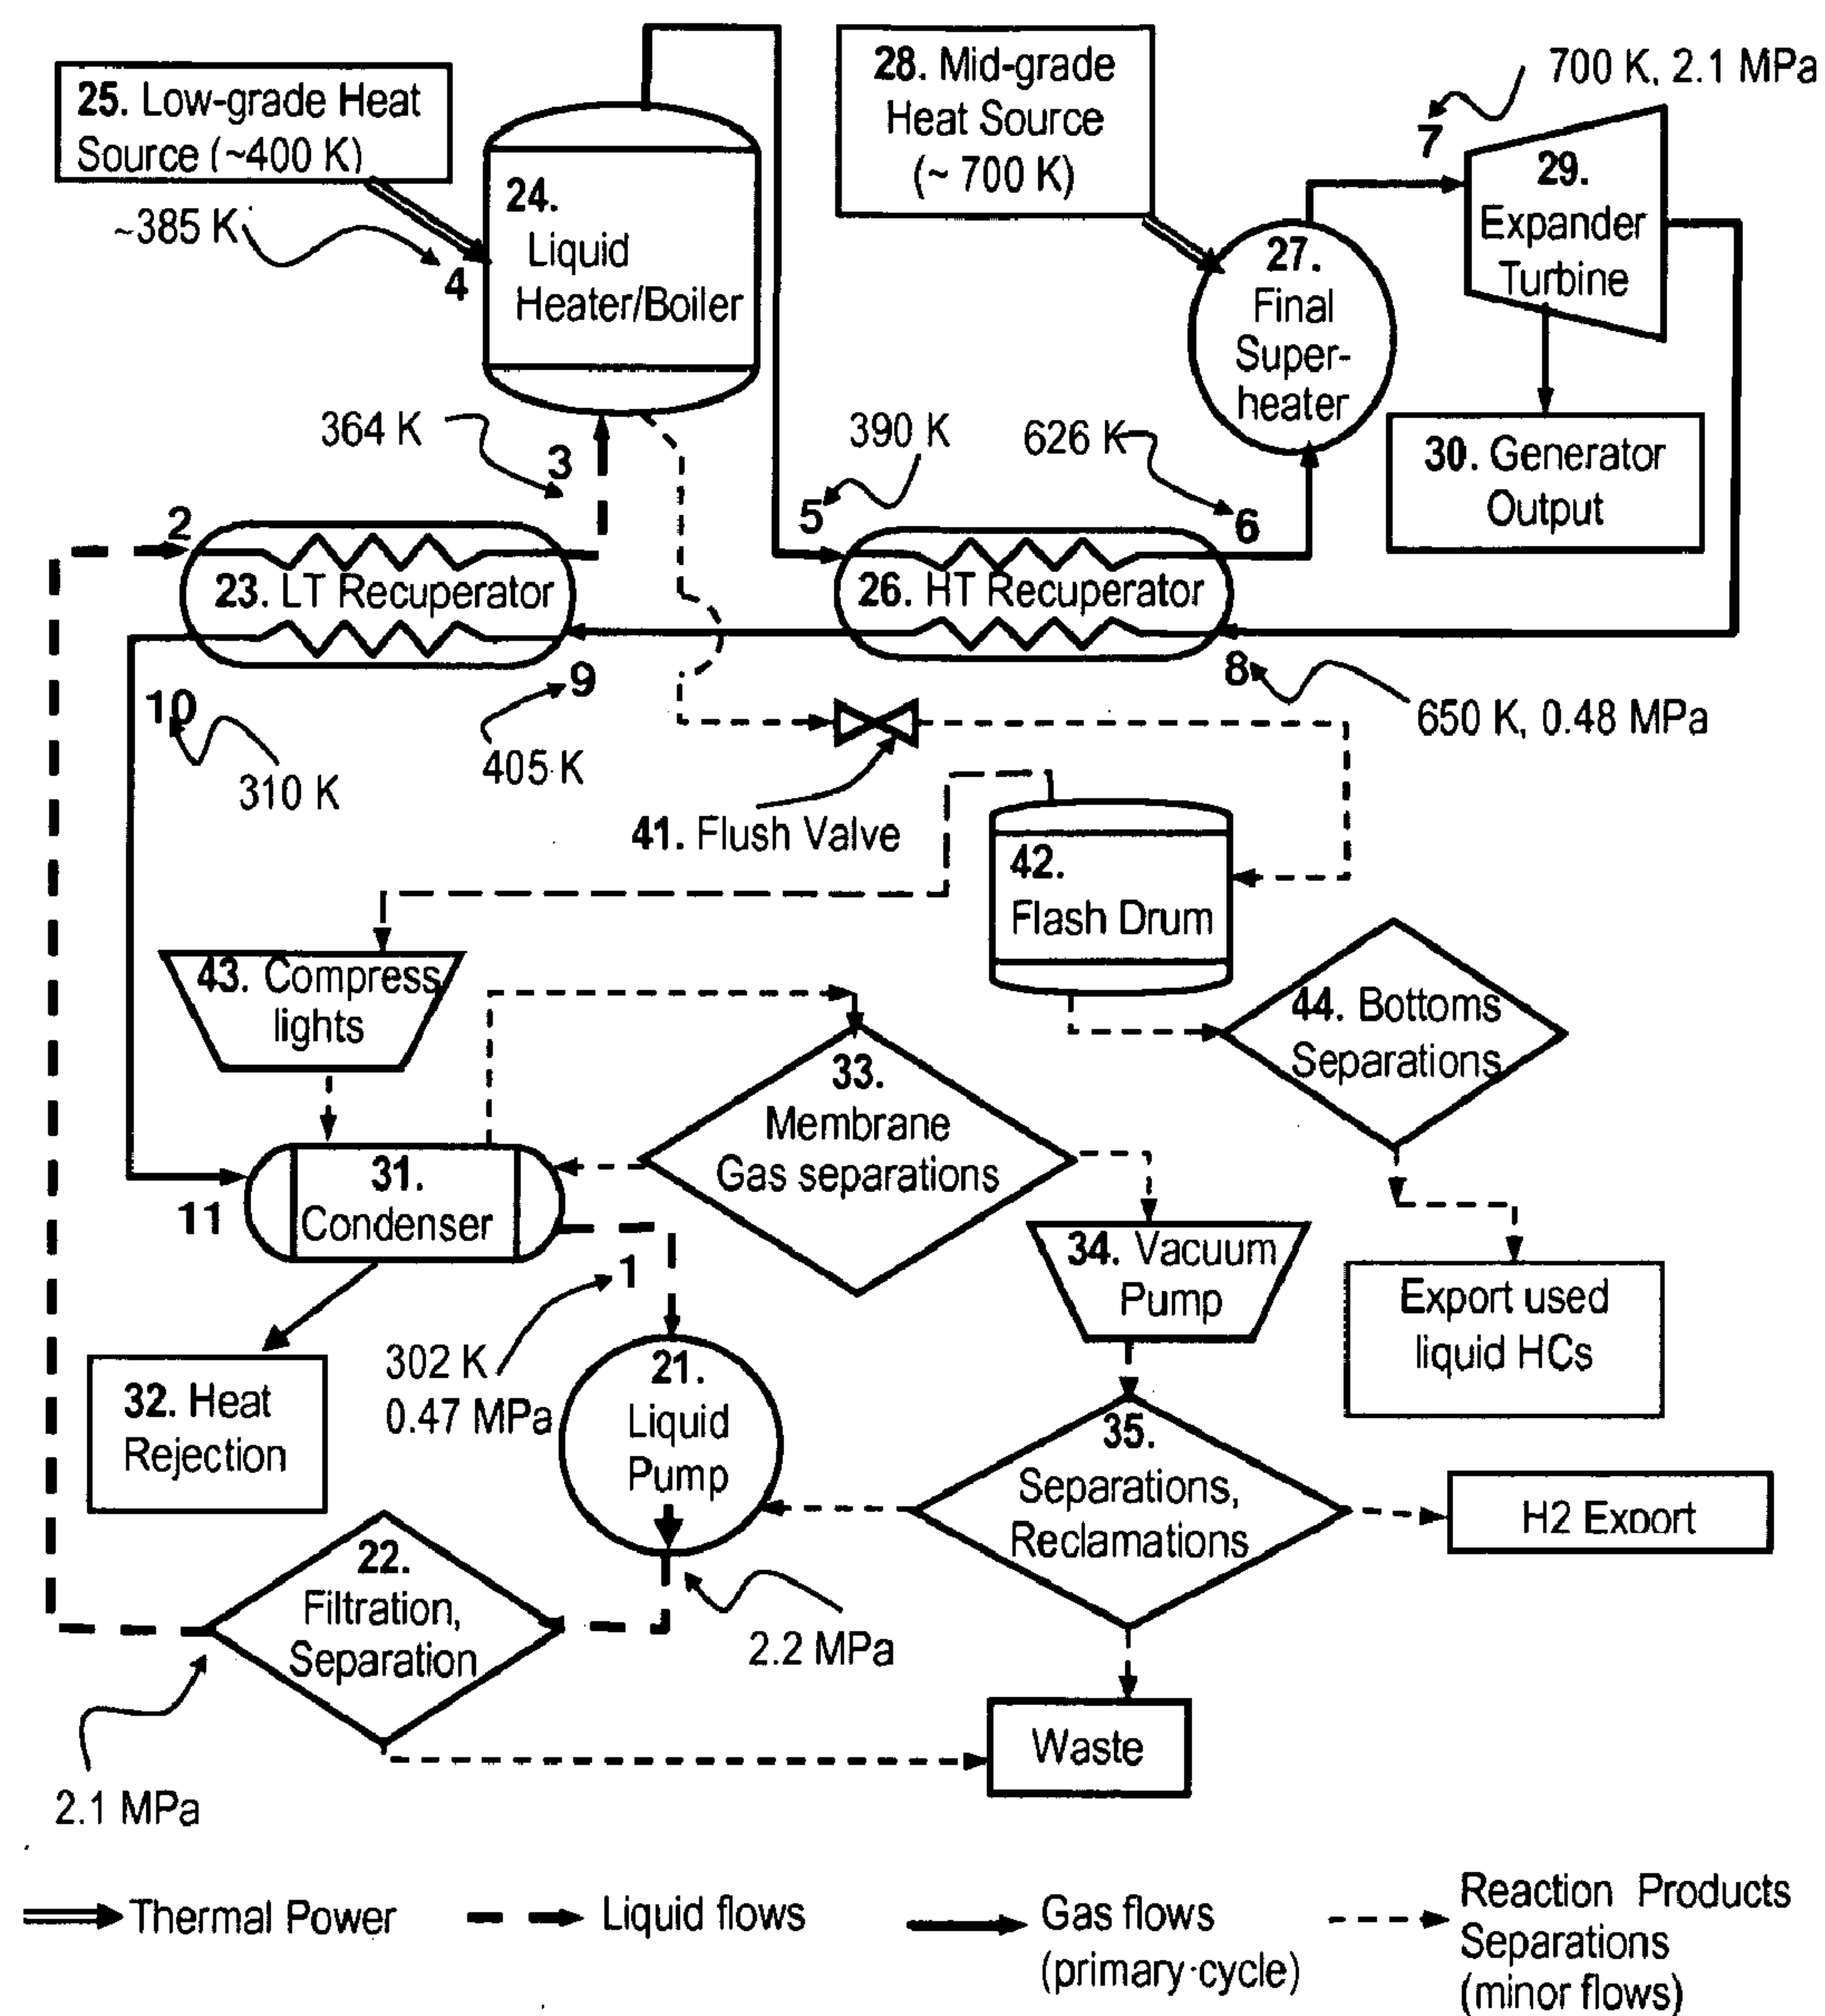 25. Low-grade Heat
Source (~400 K)
28. Mid-grade
Heat Source
(~ 700 K)
700 K, 2.1 MPa
7
29.
Expander
Turbine
24.
Liquid
Heater/Boiler
~385 K
4
27.
Final
Super-
heater
364 K
3
390 K
5
626 K
6
30. Generator
Output
2
23. LT Recuperator
26. HT Recuperator
9
8
10
310 K
405 K
650 K, 0.48 MPa
41. Flush Valve
42.
Flash Drum
43. Compress
lights
44. Bottoms
Separations
33.
Membrane
Gas separations
31.
Condenser
11
1
34. Vacuum
Pump
Export used
liquid HCs
302 K
0.47 MPa
32. Heat
Rejection
21.
Liquid
Pump
35.
Separations,
Reclamations
H2 Export
22.
Filtration,
Separation
2.2 MPa
Waste
2.1 MPa
Thermal Power
Liquid flows
Gas flows
(primary cycle)
Reaction Products
Separations
(minor flows)